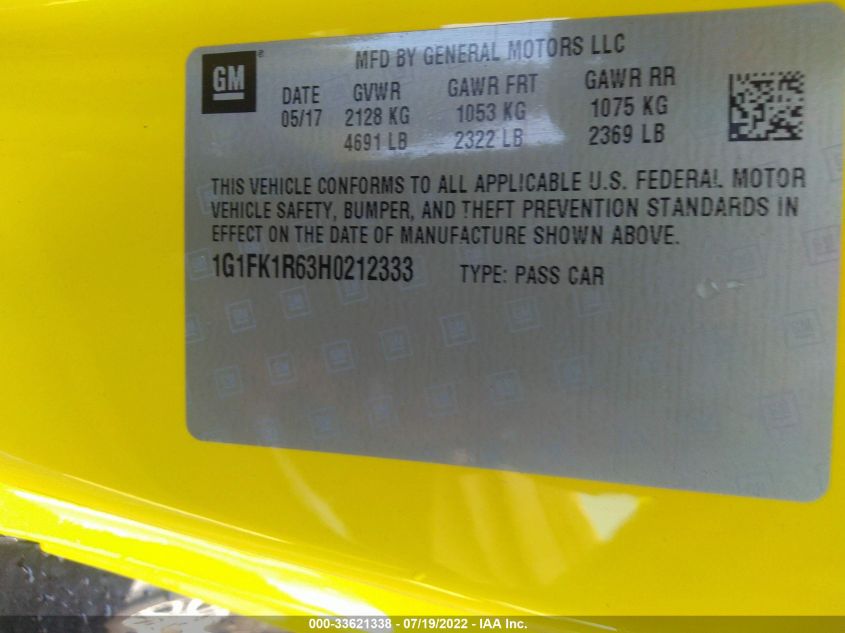 GM
MFD BY GENERAL MOTORS LLC
DATE GVWR GAWR FRT GAWR RR
05/17 2128 KG 1053 KG 1075 KG
4691 LB 2322 LB 2369 LB
THIS VEHICLE CONFORMS TO ALL APPLICABLE U.S. FEDERAL MOTOR
VEHICLE SAFETY, BUMPER, AND THEFT PREVENTION STANDARDS IN
EFFECT ON THE DATE OF MANUFACTURE SHOWN ABOVE.
1G1FK1R63H0212333 TYPE: PASS CAR
000-33621338 - 07/19/2022 - IAA Inc.